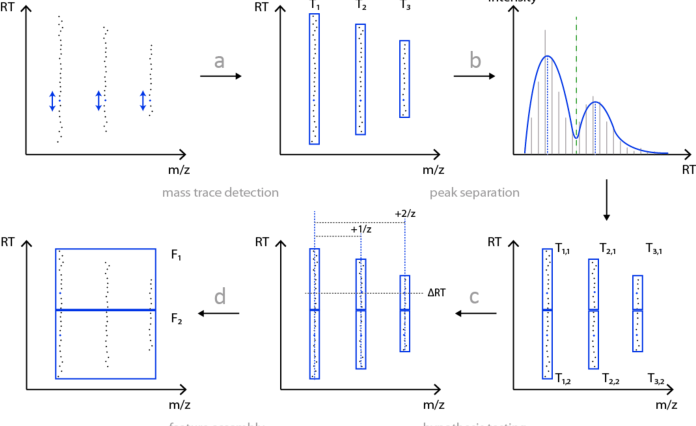 RT
T1
T2
T3
RT
Intensity
a
b
m/z
m/z
RT
mass trace detection
peak separation
RT
F1
F2
d
m/z
RT
+2/z
+1/z
ΔRT
c
m/z
RT
T1,1
T2,1
T3,1
T1,2
T2,2
T3,2
m/z